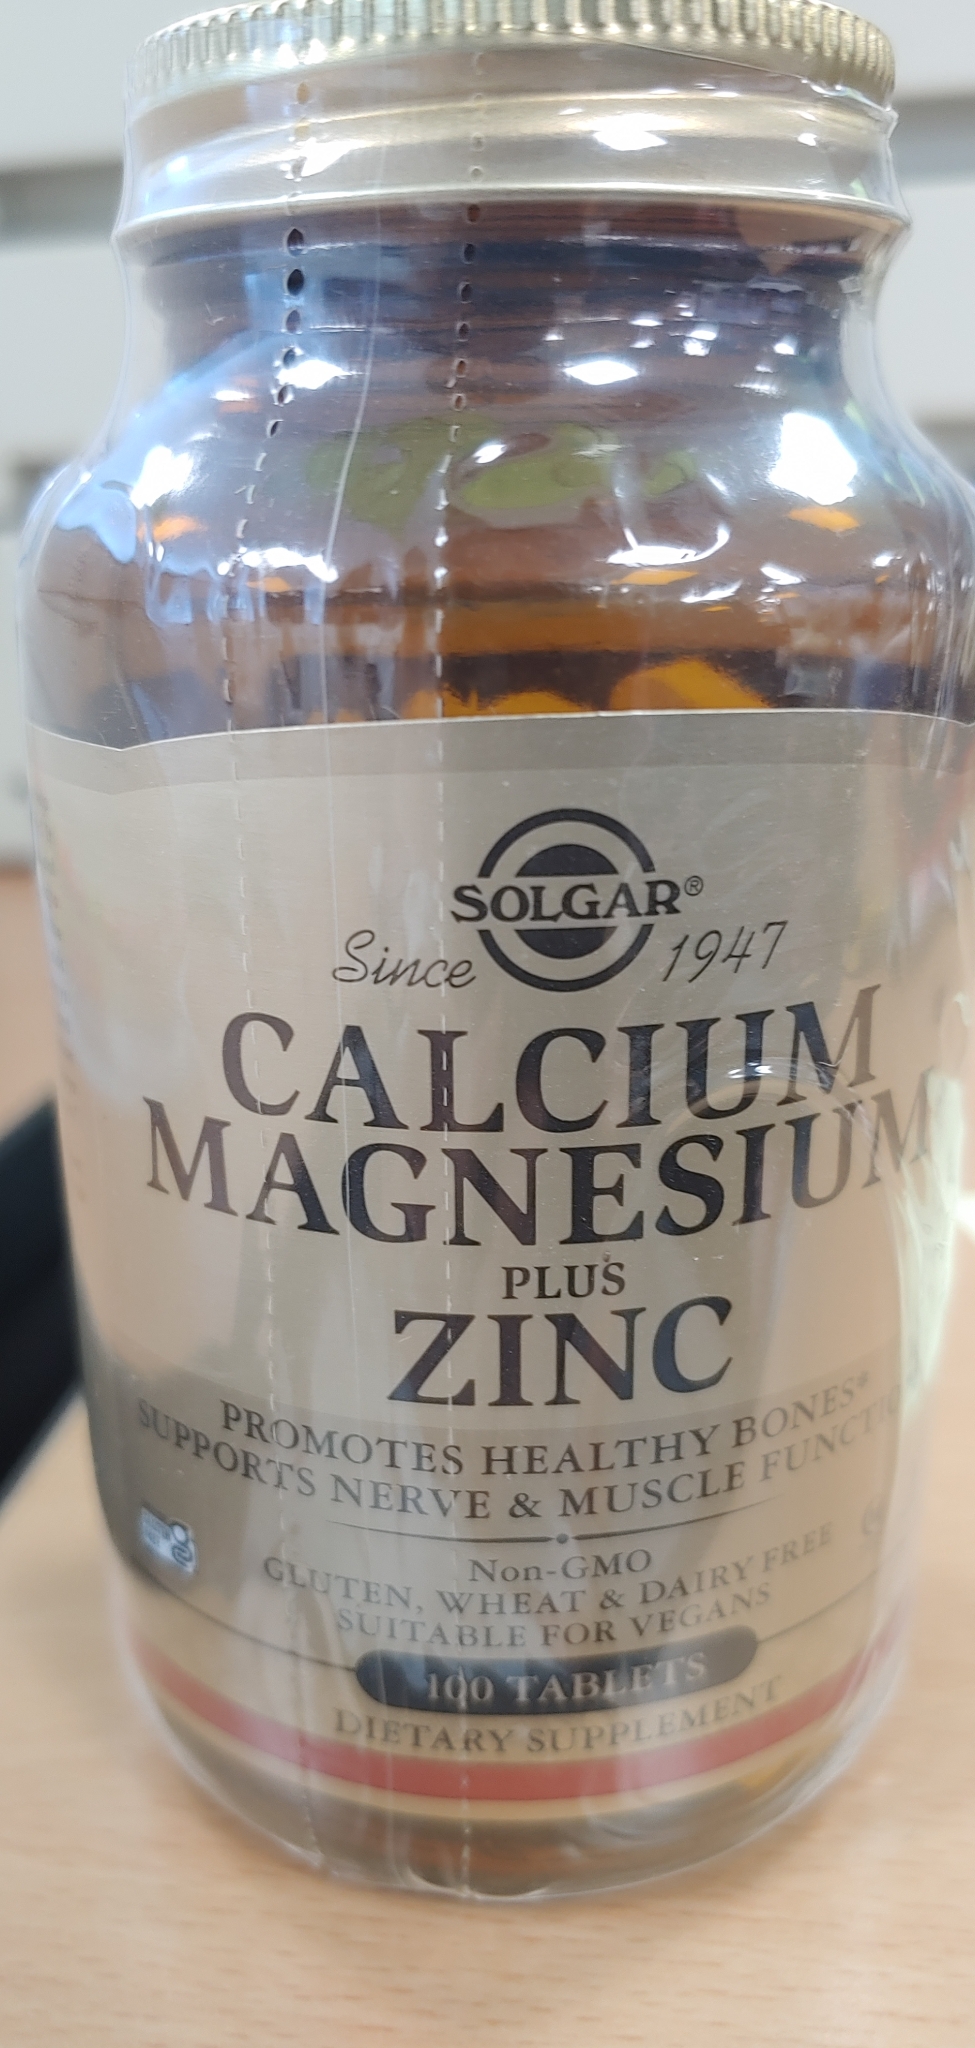 SOLGAR®
Since 1947
CALCIUM
MAGNESIUM
PLUS
ZINC
PROMOTES HEALTHY BONES*
SUPPORTS NERVE & MUSCLE FUNCTIO
Non-GMO
GLUTEN, WHEAT & DAIRY FREE
SUITABLE FOR VEGANS
100 TABLETS
DIETARY SUPPLEMENT